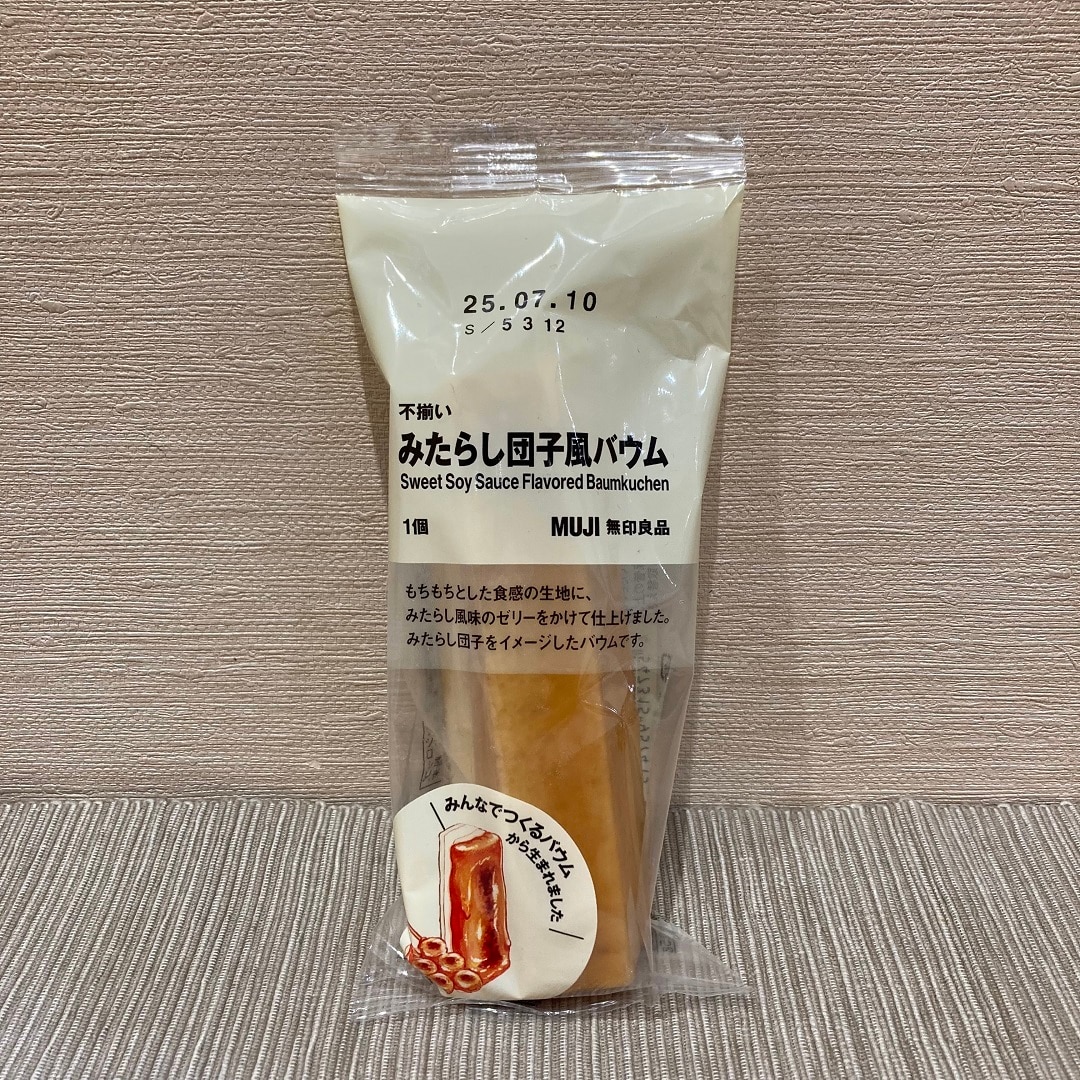 25.07.10
S/5 3 12
不揃い
みたらし団子風バウム
Sweet Soy Sauce Flavored Baumkuchen
1個
MUJI 無印良品
もちもちとした食感の生地に、
みたらし風味のゼリーをかけて仕上げました。
みたらし団子をイメージしたバウムです。
みんなでつくるバウム
から生まれました